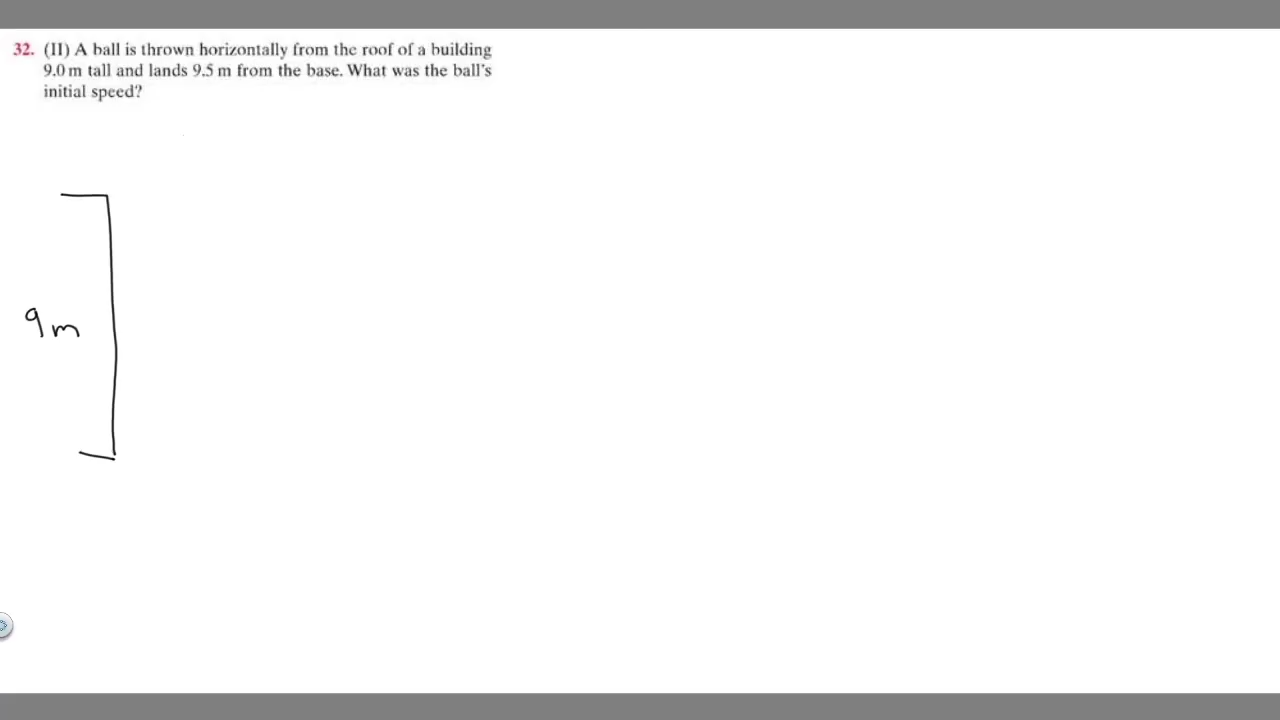 32. (II) A ball is thrown horizontally from the roof of a building
9.0 m tall and lands 9.5 m from the base. What was the ball's
initial speed?
9m